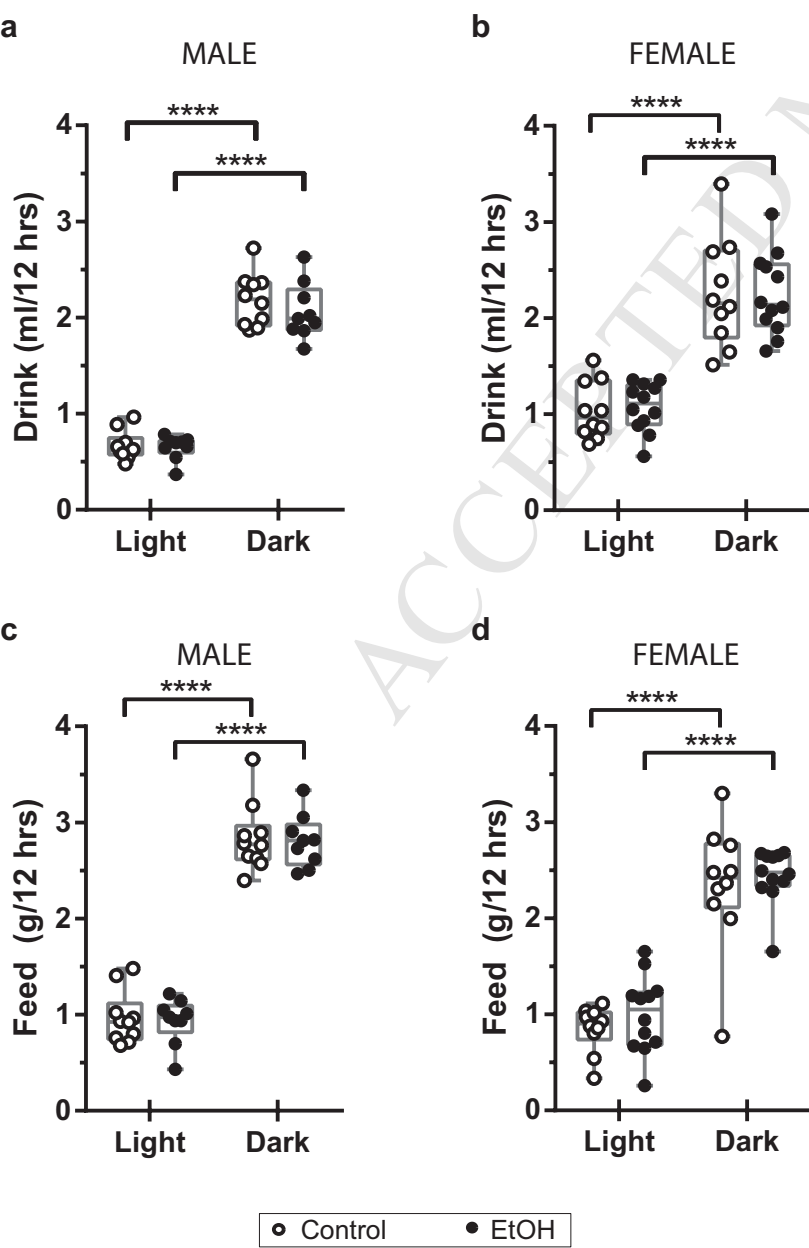 a
MALE
Drink (ml/12 hrs)
4
3
2
1
0
****
****
Light Dark
b
FEMALE
Drink (ml/12 hrs)
4
3
2
1
0
****
****
Light Dark
c
MALE
Feed (g/12 hrs)
4
3
2
1
0
****
****
Light Dark
d
FEMALE
Feed (g/12 hrs)
4
3
2
1
0
****
****
Light Dark
Control EtOH
ACCEPTED